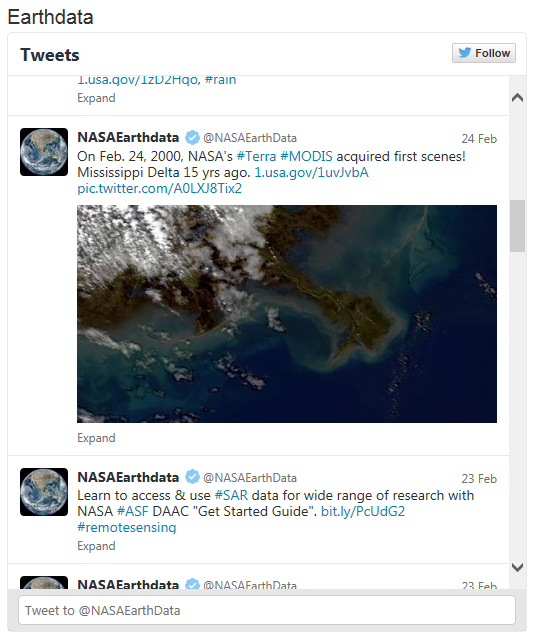 Earthdata
Tweets
Follow
1.usa.gov/1zD2Hqo, #rain
Expand
NASAEarthdata @NASAEarthData 24 Feb
On Feb. 24, 2000, NASA's #Terra #MODIS acquired first scenes!
Mississippi Delta 15 yrs ago. 1.usa.gov/1uvJvbA
pic.twitter.com/A0LXJ8Tix2
Expand
NASAEarthdata @NASAEarthData 23 Feb
Learn to access & use #SAR data for wide range of research with
NASA #ASF DAAC "Get Started Guide". bit.ly/PcUdG2
#remotesensing
Expand
NASAEarthdata @NASAEarthData 23 Feb
Tweet to @NASAEarthData